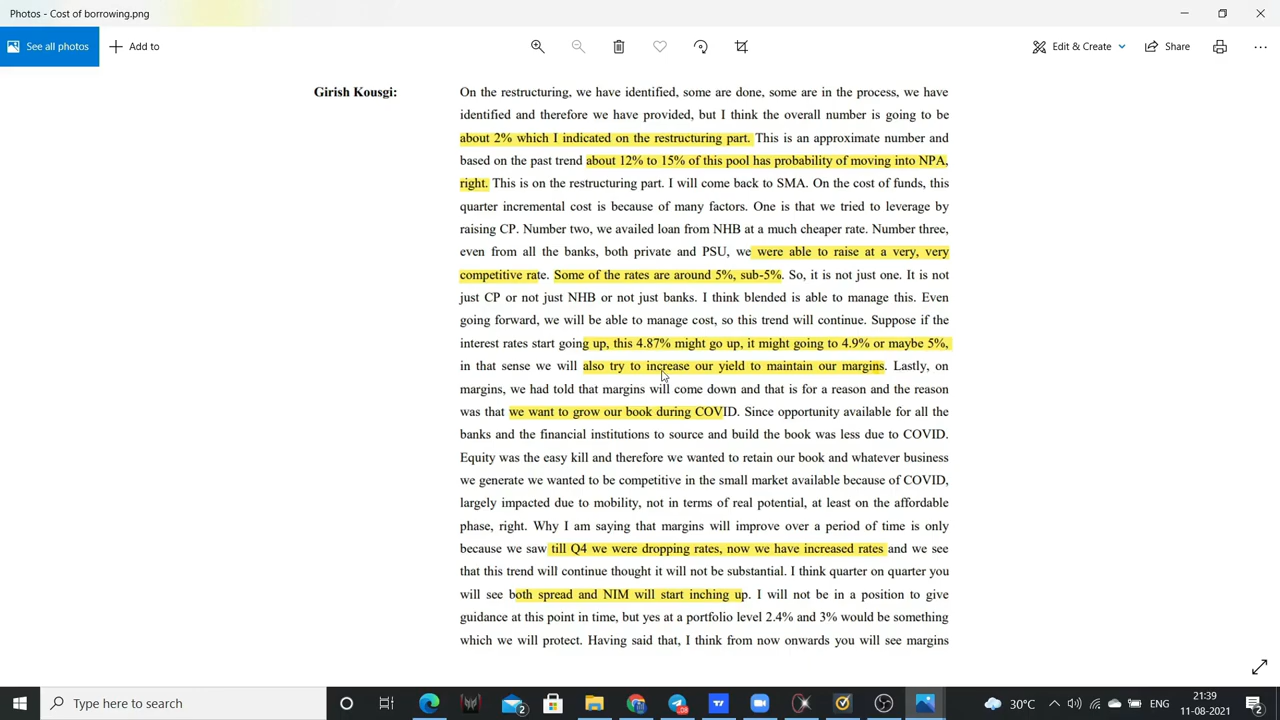 Photos - Cost of borrowing.png
See all photos
Add to
Edit & Create
Share
Girish Kousgi:
On the restructuring, we have identified, some are done, some are in the process, we have
identified and therefore we have provided, but I think the overall number is going to be
about 2% which I indicated on the restructuring part. This is an approximate number and
based on the past trend about 12% to 15% of this pool has probability of moving into NPA,
right. This is on the restructuring part. I will come back to SMA. On the cost of funds, this
quarter incremental cost is because of many factors. One is that we tried to leverage by
raising CP. Number two, we availed loan from NHB at a much cheaper rate. Number three,
even from all the banks, both private and PSU, we were able to raise at a very, very
competitive rate. Some of the rates are around 5%, sub-5%. So, it is not just one. It is not
just CP or not just NHB or not just banks. I think blended is able to manage this. Even
going forward, we will be able to manage cost, so this trend will continue. Suppose if the
interest rates start going up, this 4.87% might go up, it might going to 4.9% or maybe 5%,
in that sense we will also try to increase our yield to maintain our margins. Lastly, on
margins, we had told that margins will come down and that is for a reason and the reason
was that we want to grow our book during COVID. Since opportunity available for all the
banks and the financial institutions to source and build the book was less due to COVID.
Equity was the easy kill and therefore we wanted to retain our book and whatever business
we generate we wanted to be competitive in the small market available because of COVID,
largely impacted due to mobility, not in terms of real potential, at least on the affordable
phase, right. Why I am saying that margins will improve over a period of time is only
because we saw till Q4 we were dropping rates, now we have increased rates and we see
that this trend will continue thought it will not be substantial. I think quarter on quarter you
will see both spread and NIM will start inching up. I will not be in a position to give
guidance at this point in time, but yes at a portfolio level 2.4% and 3% would be something
which we will protect. Having said that, I think from now onwards you will see margins
Type here to search
30°C
ENG
21:39
11-08-2021